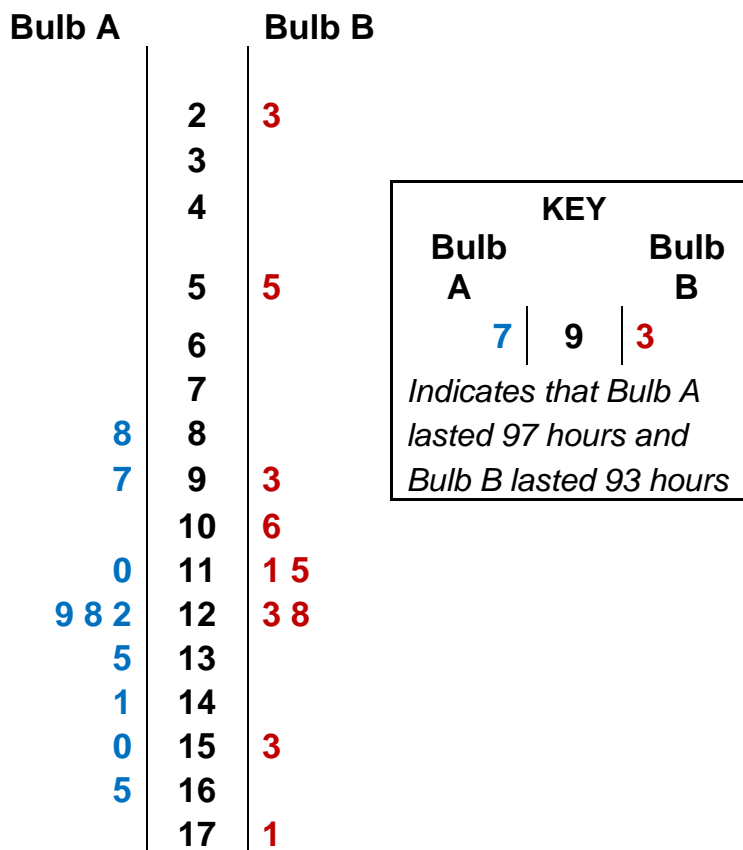 Bulb A Bulb B
2 3
3
4
5 5
6
7
8 8
7 9 3
10 6
0 11 1 5
9 8 2 12 3 8
5 13
1 14
0 15 3
5 16
17 1
KEY
Bulb Bulb
A B
7 9 3
Indicates that Bulb A
lasted 97 hours and
Bulb B lasted 93 hours